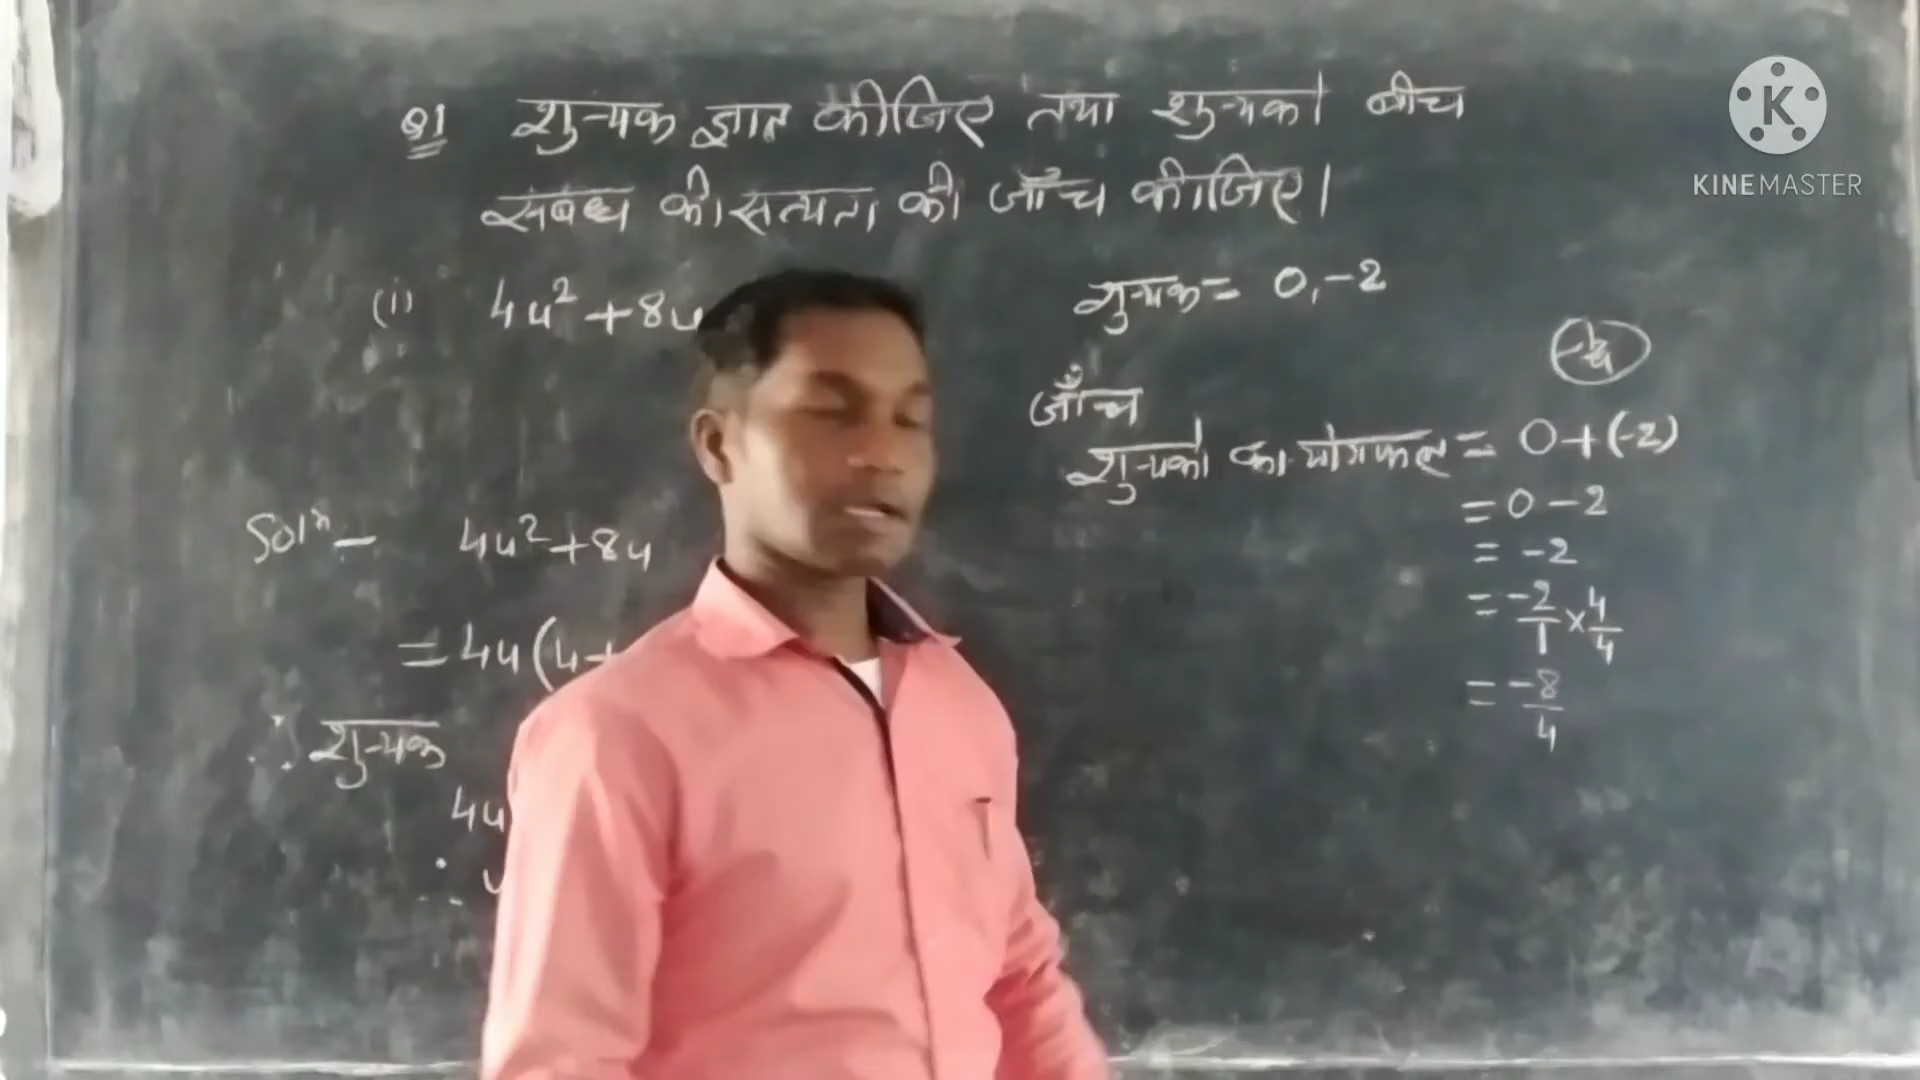 Q1 शुन्यक ज्ञात कीजिए तथा शुन्यको बीच
संबंध की सत्यता की जाँच कीजिए।
(i) 4u²+8u
Solⁿ – 4u²+8u
=4u(u+
∴ शुन्यक
4u
∴ u
शुन्यक = 0,-2
जाँच
शुन्यको का योगफल = 0+(-2)
= 0-2
= -2
= -2/1 × 4/4
= -8/4
KINEMASTER